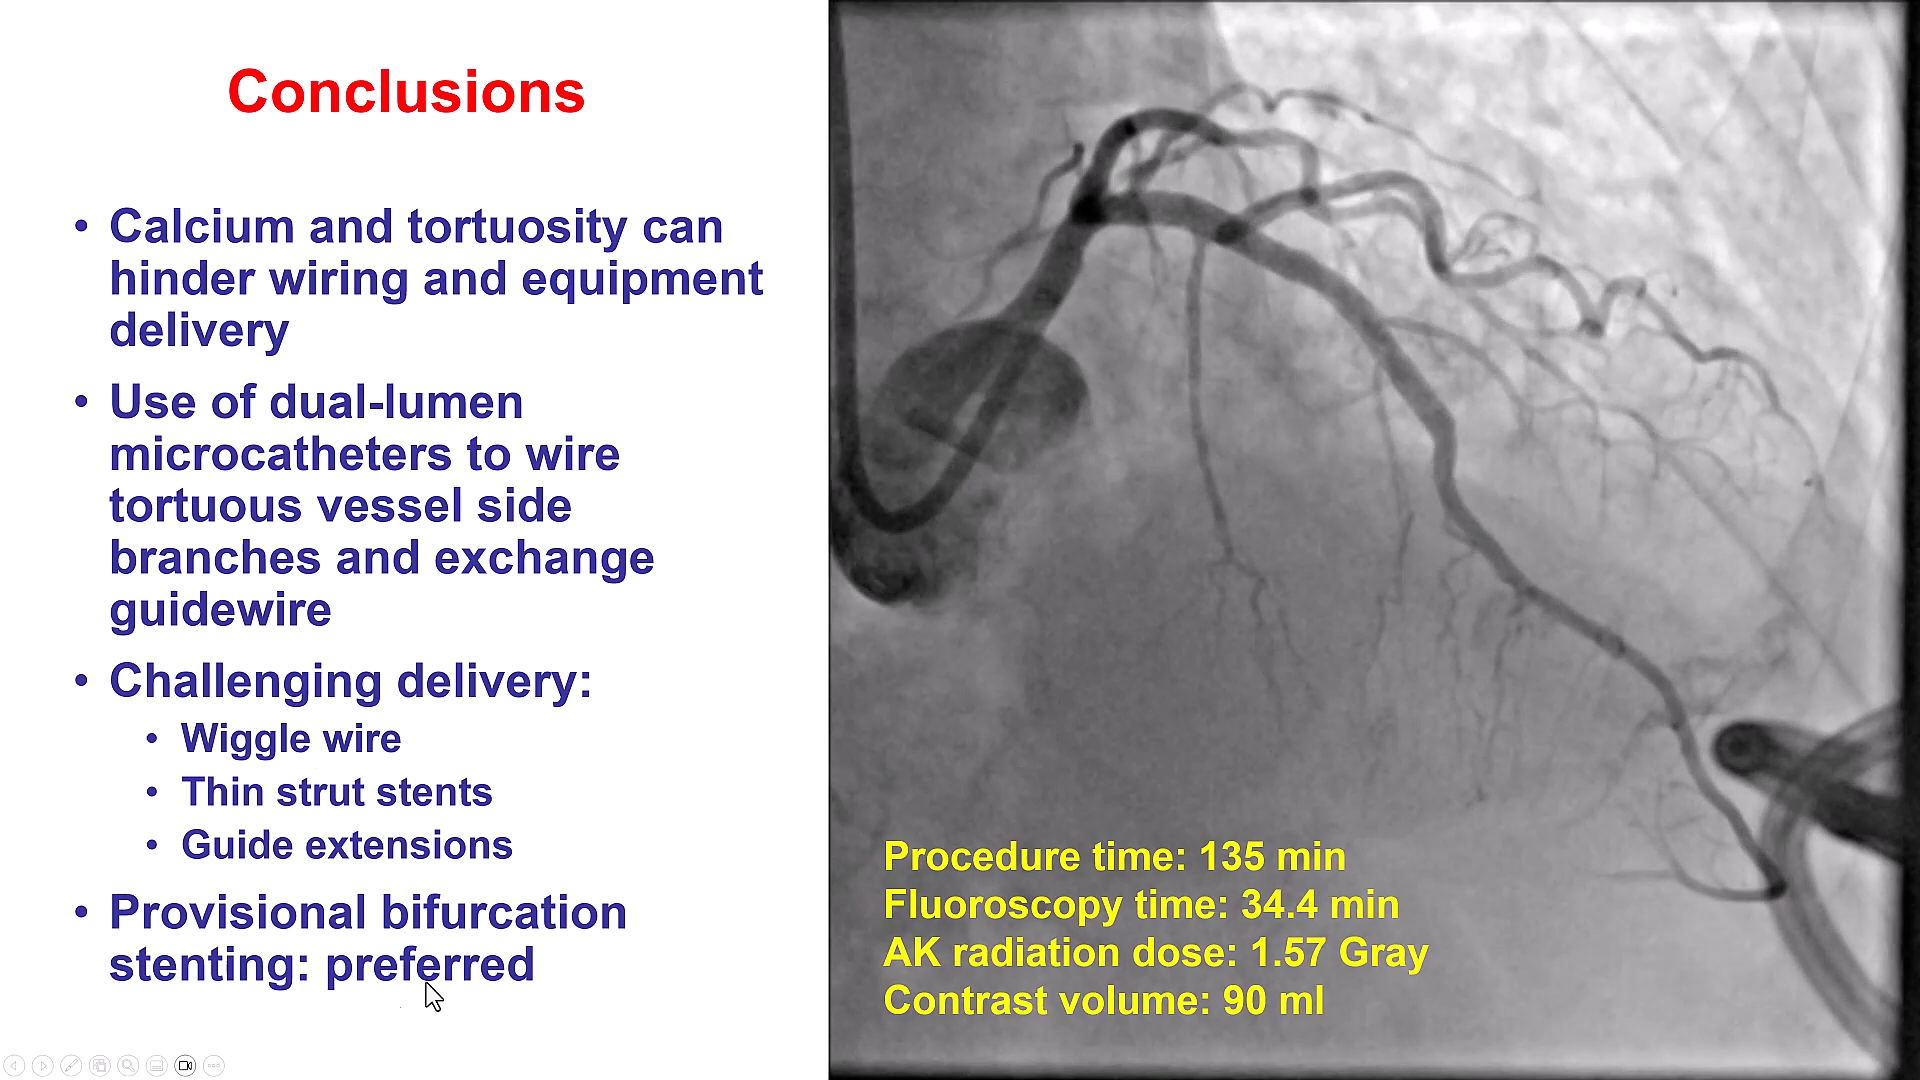 Conclusions
• Calcium and tortuosity can
hinder wiring and equipment
delivery
• Use of dual-lumen
microcatheters to wire
tortuous vessel side
branches and exchange
guidewire
• Challenging delivery:
• Wiggle wire
• Thin strut stents
• Guide extensions
• Provisional bifurcation
stenting: preferred
Procedure time: 135 min
Fluoroscopy time: 34.4 min
AK radiation dose: 1.57 Gray
Contrast volume: 90 ml